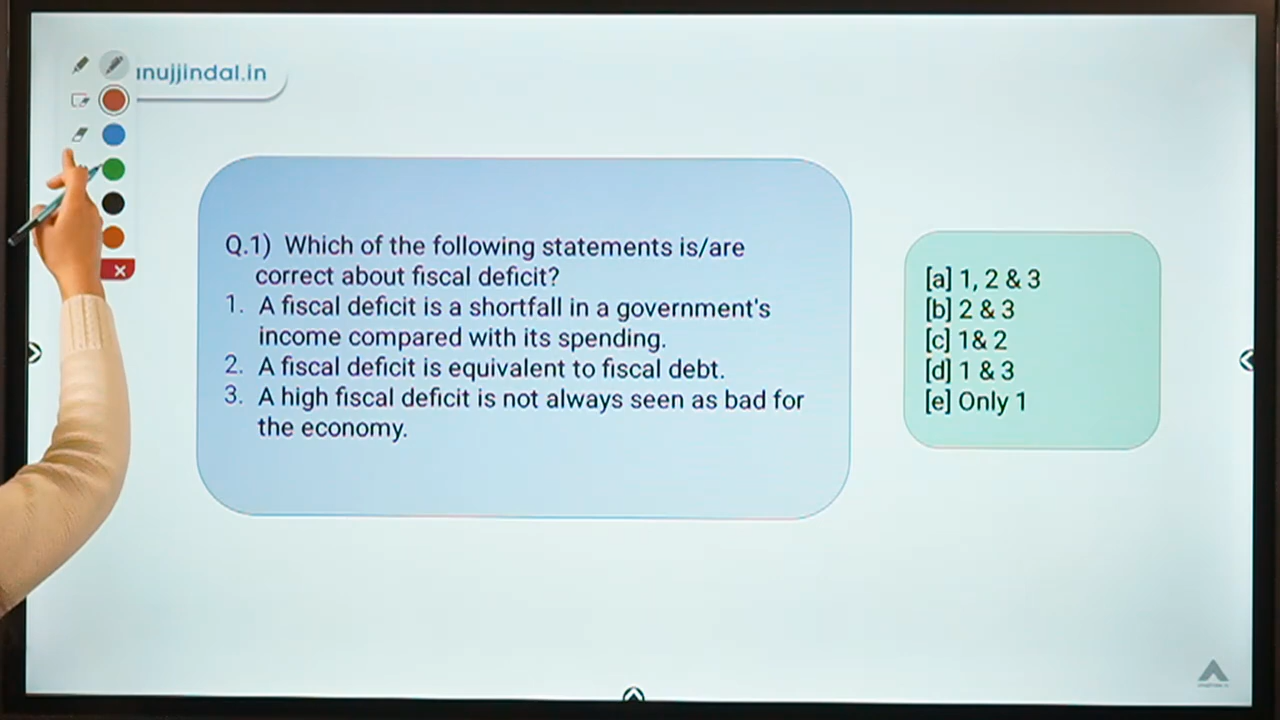 inujjindal.in
Q.1) Which of the following statements is/are
correct about fiscal deficit?
1. A fiscal deficit is a shortfall in a government's
income compared with its spending.
2. A fiscal deficit is equivalent to fiscal debt.
3. A high fiscal deficit is not always seen as bad for
the economy.
[a] 1, 2 & 3
[b] 2 & 3
[c] 1& 2
[d] 1 & 3
[e] Only 1